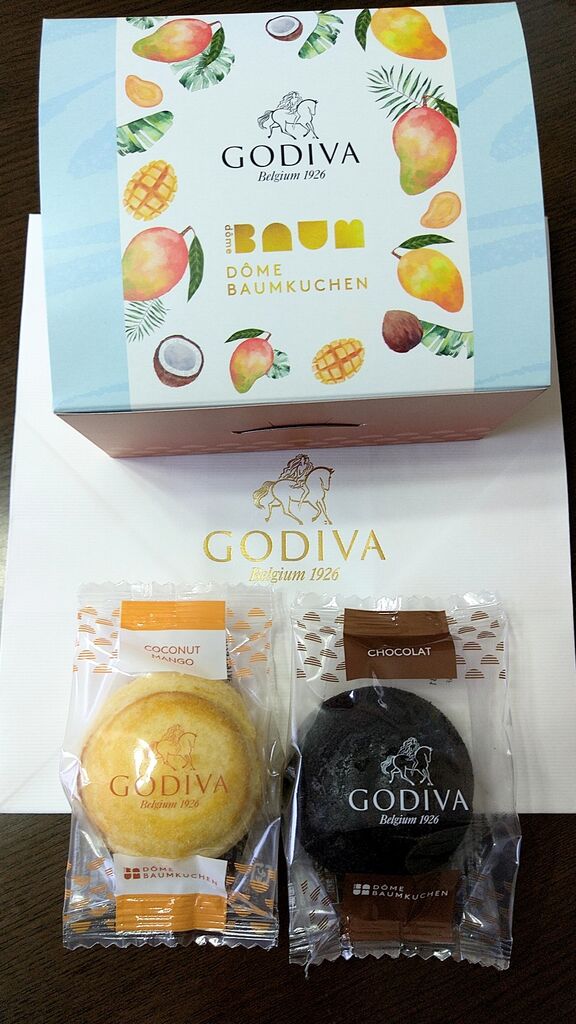 GODIVA
Belgium 1926
dôme BAUM
DÔME
BAUMKUCHEN
GODIVA
Belgium 1926
COCONUT
MANGO
GODIVA
Belgium 1926
DÔME
BAUMKUCHEN
CHOCOLAT
GODIVA
Belgium 1926
DÔME
BAUMKUCHEN